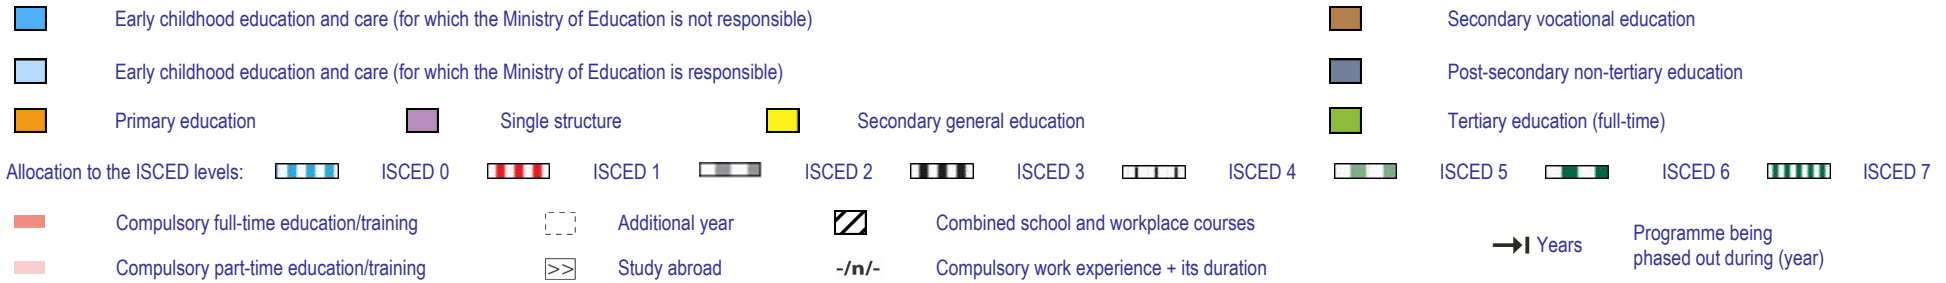 Early childhood education and care (for which the Ministry of Education is not responsible)
Secondary vocational education
Early childhood education and care (for which the Ministry of Education is responsible)
Post-secondary non-tertiary education
Primary education
Single structure
Secondary general education
Tertiary education (full-time)
Allocation to the ISCED levels:
ISCED 0
ISCED 1
ISCED 2
ISCED 3
ISCED 4
ISCED 5
ISCED 6
ISCED 7
Compulsory full-time education/training
Additional year
Combined school and workplace courses
Years
Programme being
phased out during (year)
Compulsory part-time education/training
>>
Study abroad
-/n/-
Compulsory work experience + its duration